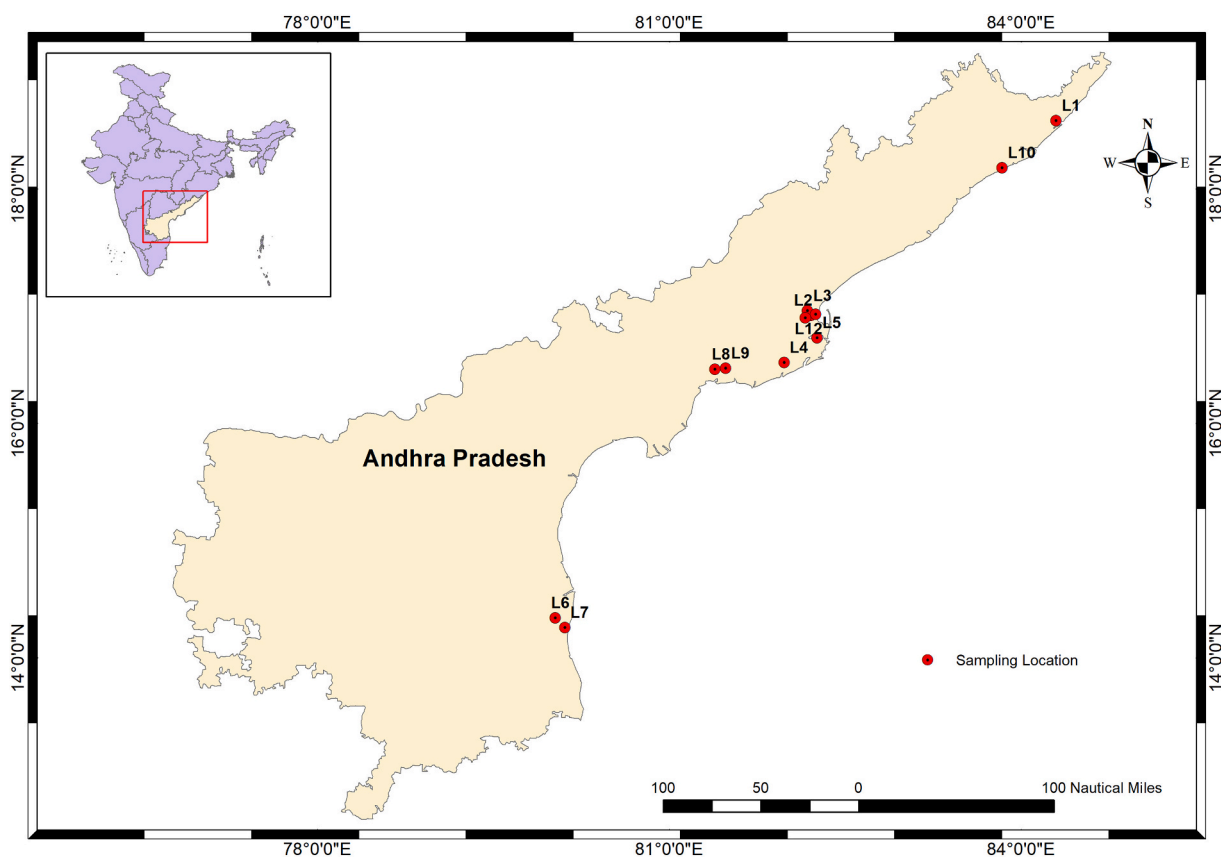 78°0'0"E 81°0'0"E 84°0'0"E
N
W E
S
18°0'0"N 18°0'0"N
L1
L10
L2 L3
L12 L5
L4
L8 L9
16°0'0"N 16°0'0"N
Andhra Pradesh
L6
L7
14°0'0"N 14°0'0"N
Sampling Location
100 50 0 100 Nautical Miles
78°0'0"E 81°0'0"E 84°0'0"E